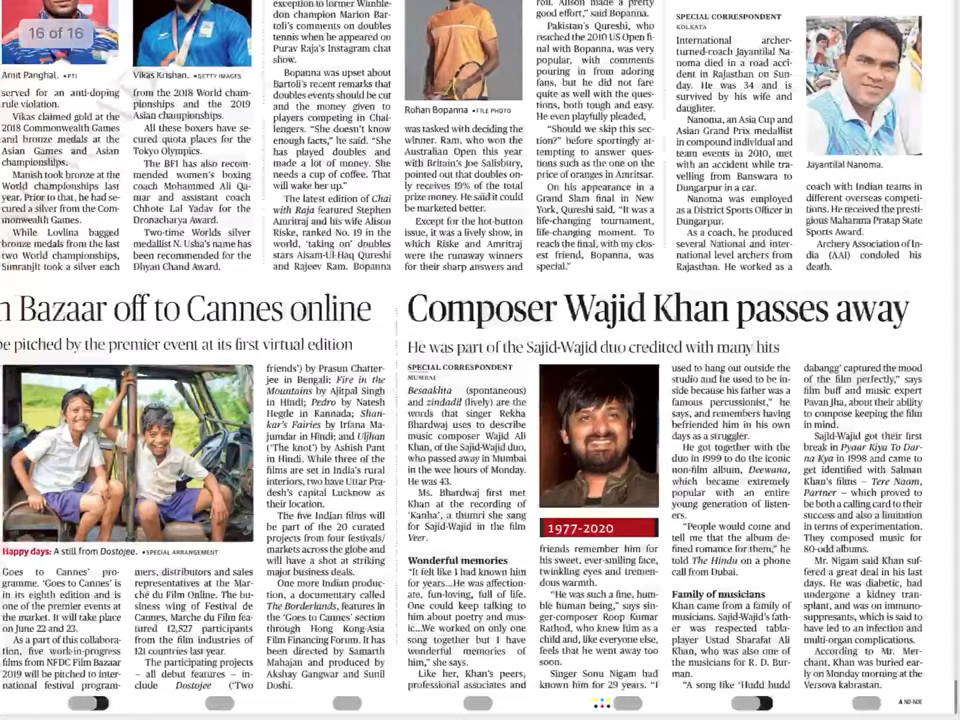 16 of 16
Amit Panghal. •PTI
served for an anti-doping
rule violation.
Vikas claimed gold at the
2018 Commonwealth Games
and bronze medals at the
Asian Games and Asian
championships.
Manish took bronze at the
World championships last
year. Prior to that, he had se-
cured a silver from the Com-
monwealth Games.
While Lovlina bagged
bronze medals from the last
two World championships,
Simranjit took a silver each
Vikas Krishan. •GETTY IMAGES
from the 2018 World cham-
pionships and the 2019
Asian championships.
All these boxers have se-
cured quota places for the
Tokyo Olympics.
The BFI has also recom-
mended women's boxing
coach Mohammed Ali Qa-
mar and assistant coach
Chhote Lal Yadav for the
Dronacharya Award.
Two-time Worlds silver
medallist N. Usha's name has
been recommended for the
Dhyan Chand Award.
exception to former Wimble-
don champion Marion Bar-
toli's comments on doubles
tennis when he appeared on
Purav Raja's Instagram chat
show.
Bopanna was upset about
Bartoli's recent remarks that
doubles events should be cut
and the money given to
players competing in Chal-
lengers. “She doesn't know
enough facts,” he said. “She
has played doubles and
made a lot of money. She
needs a cup of coffee. That
will wake her up.”
The latest edition of Chai
with Raja featured Stephen
Amritraj and his wife Alison
Riske, ranked No. 19 in the
world, ‘taking on’ doubles
stars Aisam-Ul-Haq Qureshi
and Rajeev Ram. Bopanna
Rohan Bopanna •FILE PHOTO
was tasked with deciding the
winner. Ram, who won the
Australian Open this year
with Britain's Joe Salisbury,
pointed out that doubles on-
ly receives 19% of the total
prize money. He said it could
be marketed better.
Except for the hot-button
issue, it was a lively show, in
which Riske and Amritraj
were the runaway winners
for their sharp answers and
roll. Alison made a pretty
good effort,” said Bopanna.
Pakistan's Qureshi, who
reached the 2010 US Open fi-
nal with Bopanna, was very
popular, with comments
pouring in from adoring
fans, but he did not fare
quite as well with the ques-
tions, both tough and easy.
He even playfully pleaded,
“Should we skip this sec-
tion?” before sportingly at-
tempting to answer ques-
tions such as the one on the
price of oranges in Amritsar.
On his appearance in a
Grand Slam final in New
York, Qureshi said, “It was a
life-changing tournament,
life-changing moment. To
reach the final, with my clos-
est friend, Bopanna, was
special.”
SPECIAL CORRESPONDENT
KOLKATA
International archer-
turned-coach Jayantilal Na-
noma died in a road acci-
dent in Rajasthan on Sun-
day. He was 34 and is
survived by his wife and
daughter.
Nanoma, an Asia Cup and
Asian Grand Prix medallist
in compound individual and
team events in 2010, met
with an accident while tra-
velling from Banswara to
Dungarpur in a car.
Nanoma was employed
as a District Sports Officer in
Dungarpur.
As a coach, he produced
several National and inter-
national level archers from
Rajasthan. He worked as a
Jayantilal Nanoma.
coach with Indian teams in
different overseas competi-
tions. He received the presti-
gious Maharana Pratap State
Sports Award.
Archery Association of In-
dia (AAI) condoled his
death.
n Bazaar off to Cannes online
be pitched by the premier event at its first virtual edition
Happy days: A still from Dostojee. •SPECIAL ARRANGEMENT
Goes to Cannes’ pro-
gramme. ‘Goes to Cannes’ is
in its eighth edition and is
one of the premier events at
the market. It will take place
on June 22 and 23.
As a part of this collabora-
tion, five work-in-progress
films from NFDC Film Bazaar
2019 will be pitched to inter-
national festival program-
mers, distributors and sales
representatives at the Mar-
ché du Film Online. The bu-
siness wing of Festival de
Cannes, Marche du Film fea-
tured 12,527 participants
from the film industries of
121 countries last year.
The participating projects
– all debut features – in-
clude Dostojee (‘Two
friends’) by Prasun Chatter-
jee in Bengali; Fire in the
Mountains by Ajitpal Singh
in Hindi; Pedro by Natesh
Hegde in Kannada; Shan-
kar's Fairies by Irfana Ma-
jumdar in Hindi; and Uljhan
(‘The knot’) by Ashish Pant
in Hindi. While three of the
films are set in India's rural
interiors, two have Uttar Pra-
desh's capital Lucknow as
their location.
The five Indian films will
be part of the 20 curated
projects from four festivals/
markets across the globe and
will have a shot at striking
major business deals.
One more Indian produc-
tion, a documentary called
The Borderlands, features in
the ‘Goes to Cannes’ section
through Hong Kong-Asia
Film Financing Forum. It has
been directed by Samarth
Mahajan and produced by
Akshay Gangwar and Sunil
Doshi.
Composer Wajid Khan passes away
He was part of the Sajid-Wajid duo credited with many hits
SPECIAL CORRESPONDENT
MUMBAI
Besaakhta (spontaneous)
and zindadil (lively) are the
words that singer Rekha
Bhardwaj uses to describe
music composer Wajid Ali
Khan, of the Sajid-Wajid duo,
who passed away in Mumbai
in the wee hours of Monday.
He was 43.
Ms. Bhardwaj first met
Khan at the recording of
‘Kanha’, a thumri she sang
for Sajid-Wajid in the film
Veer.
Wonderful memories
“It felt like I had known him
for years...He was affection-
ate, fun-loving, full of life.
One could keep talking to
him about poetry and mus-
ic...We worked on only one
song together but I have
wonderful memories of
him,” she says.
Like her, Khan's peers,
professional associates and
1977-2020
friends remember him for
his sweet, ever-smiling face,
twinkling eyes and tremen-
dous warmth.
“He was such a fine, hum-
ble human being,” says sin-
ger-composer Roop Kumar
Rathod, who knew him as a
child and, like everyone else,
feels that he went away too
soon.
Singer Sonu Nigam had
known him for 29 years. “I
used to hang out outside the
studio and he used to be in-
side because his father was a
famous percussionist,” he
says, and remembers having
befriended him in his own
days as a struggler.
He got together with the
duo in 1999 to do the iconic
non-film album, Deewana,
which became extremely
popular with an entire
young generation of listen-
ers.
“People would come and
tell me that the album de-
fined romance for them,” he
told The Hindu on a phone
call from Dubai.
Family of musicians
Khan came from a family of
musicians. Sajid-Wajid's fath-
er was respected tabla-
player Ustad Sharafat Ali
Khan, who was also one of
the musicians for R. D. Bur-
man.
“A song like ‘Hudd hudd
dabangg’ captured the mood
of the film perfectly,” says
film buff and music expert
Pavan Jha, about their ability
to compose keeping the film
in mind.
Sajid-Wajid got their first
break in Pyaar Kiya To Dar-
na Kya in 1998 and came to
get identified with Salman
Khan's films – Tere Naam,
Partner – which proved to
be both a calling card to their
success and also a limitation
in terms of experimentation.
They composed music for
80-odd albums.
Mr. Nigam said Khan suf-
fered a great deal in his last
days. He was diabetic, had
undergone a kidney trans-
plant, and was on immuno-
suppresants, which is said to
have led to an infection and
multi-organ complications.
According to Mr. Mer-
chant, Khan was buried ear-
ly on Monday morning at the
Versova kabrastan.
A ND-NDE